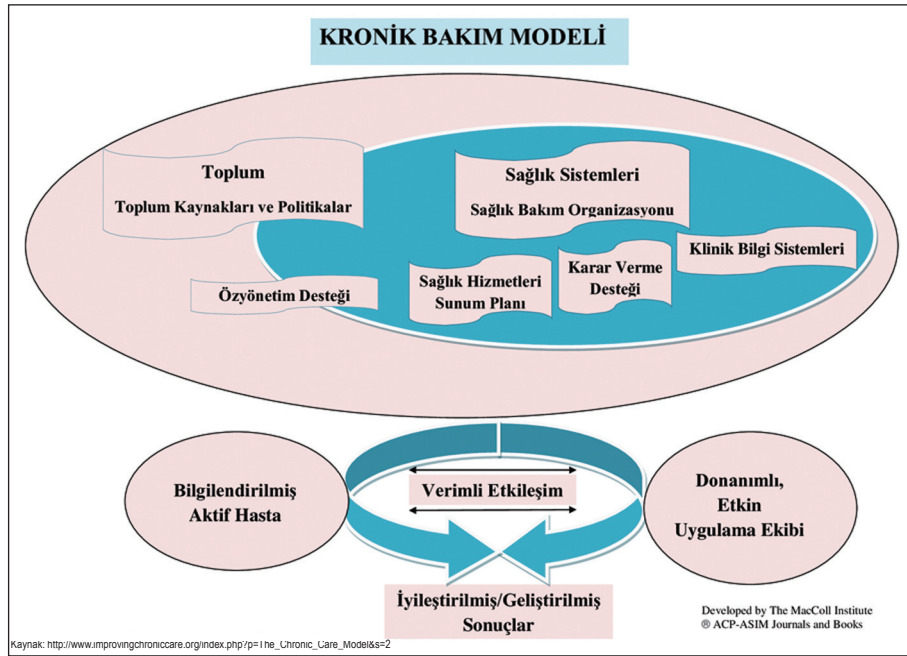 KRONİK BAKIM MODELİ
Toplum
Toplum Kaynakları ve Politikalar
Sağlık Sistemleri
Sağlık Bakım Organizasyonu
Özyönetim Desteği
Sağlık Hizmetleri
Sunum Planı
Karar Verme
Desteği
Klinik Bilgi Sistemleri
Bilgilendirilmiş
Aktif Hasta
Verimli Etkileşim
Donanımlı,
Etkin
Uygulama Ekibi
İyileştirilmiş/Geliştirilmiş
Sonuçlar
Developed by The MacColl Institute
® ACP-ASIM Journals and Books
Kaynak: http://www.improvingchroniccare.org/index.php?p=The_Chronic_Care_Model&s=2